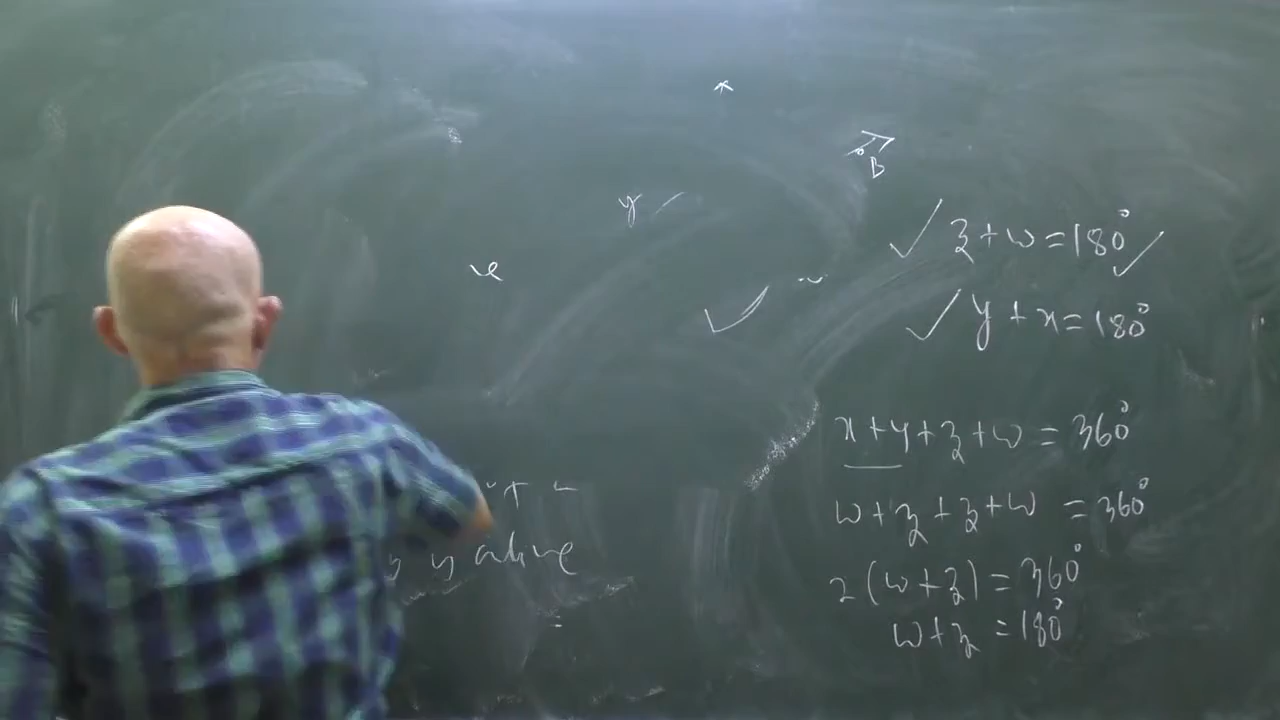 x
B
y
z+w=180°
y+x=180°
x+y+z+w=360°
w+z+z+w=360°
2(w+z)=360°
w+z=180°